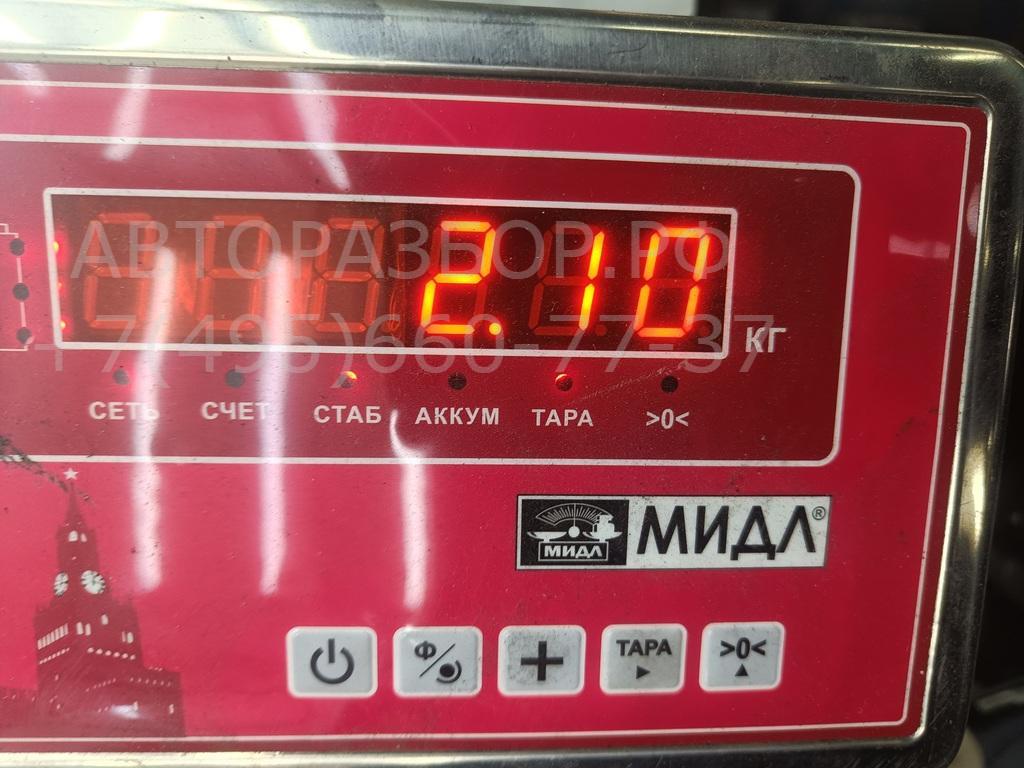 АВТОРАЗБОР.РФ
2.10
+7(495)660-77-37
КГ
СЕТЬ СЧЕТ СТАБ АККУМ ТАРА >0<
МИДЛ МИДЛ®
Ф ТАРА >0<